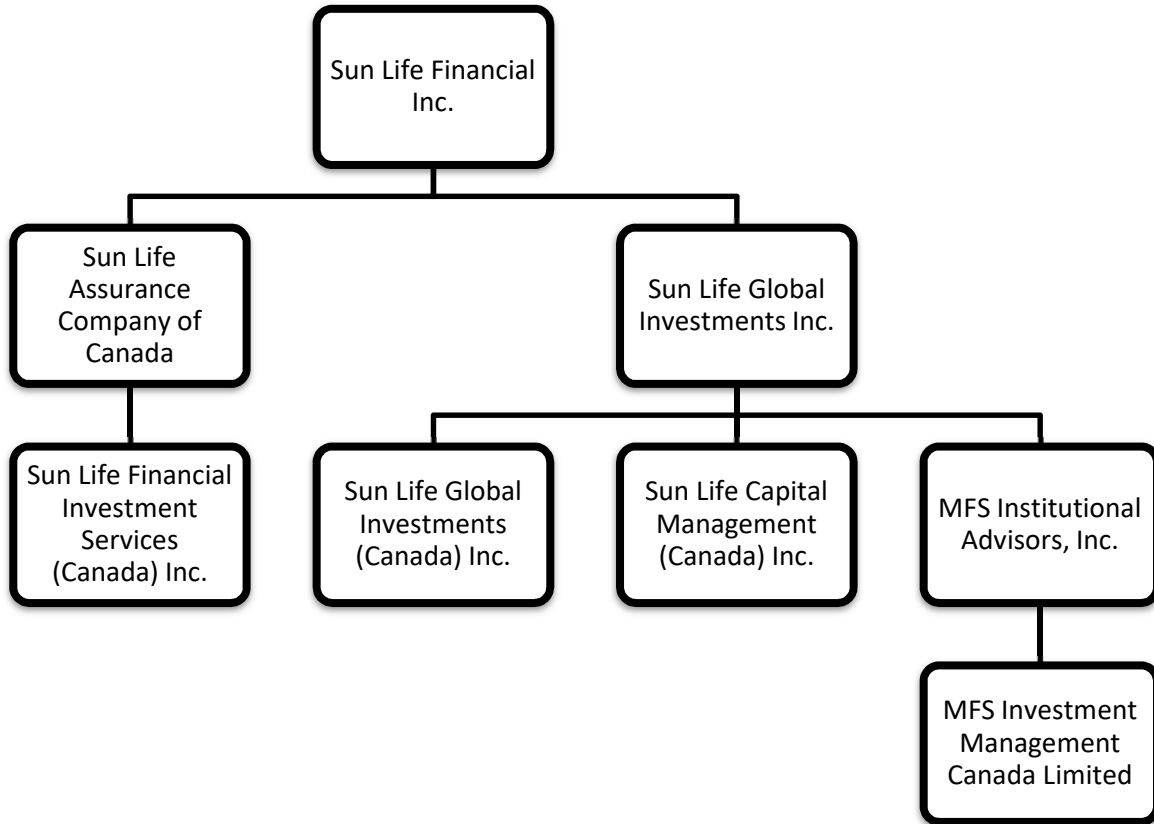 Sun Life Financial
Inc.
Sun Life
Assurance
Company of
Canada
Sun Life Global
Investments Inc.
Sun Life Financial
Investment
Services
(Canada) Inc.
Sun Life Global
Investments
(Canada) Inc.
Sun Life Capital
Management
(Canada) Inc.
MFS Institutional
Advisors, Inc.
MFS Investment
Management
Canada Limited